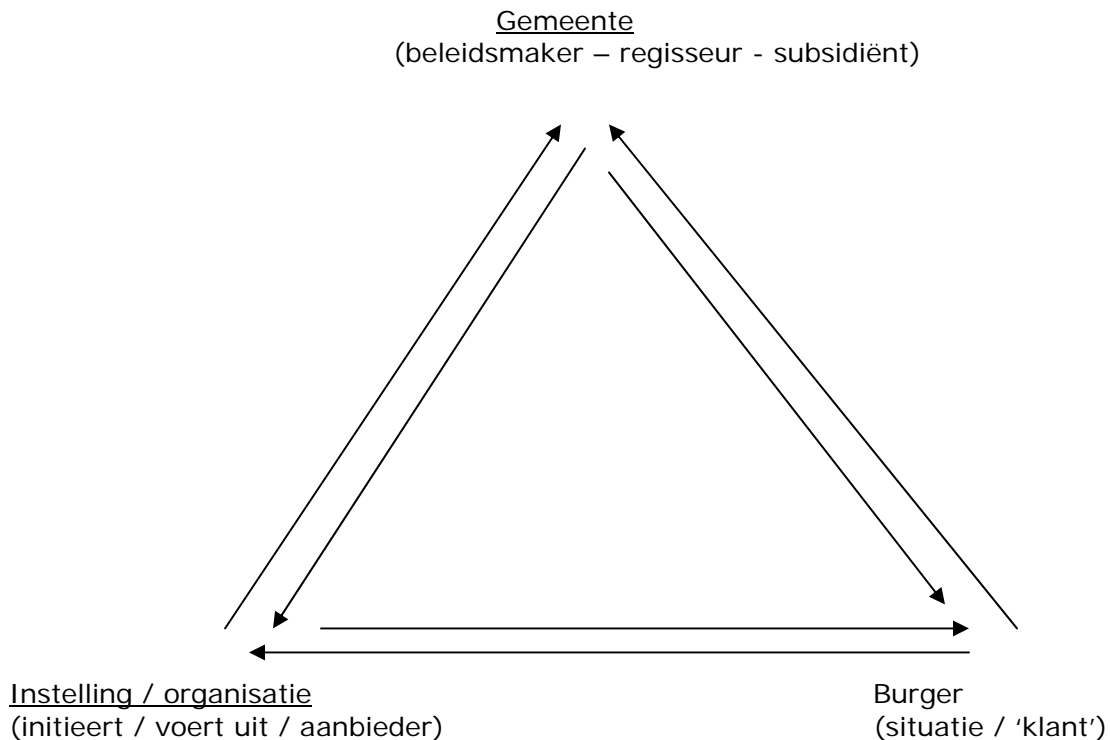 Gemeente
(beleidsmaker – regisseur - subsidiënt)
Instelling / organisatie
(initieert / voert uit / aanbieder)
Burger
(situatie / ‘klant’)